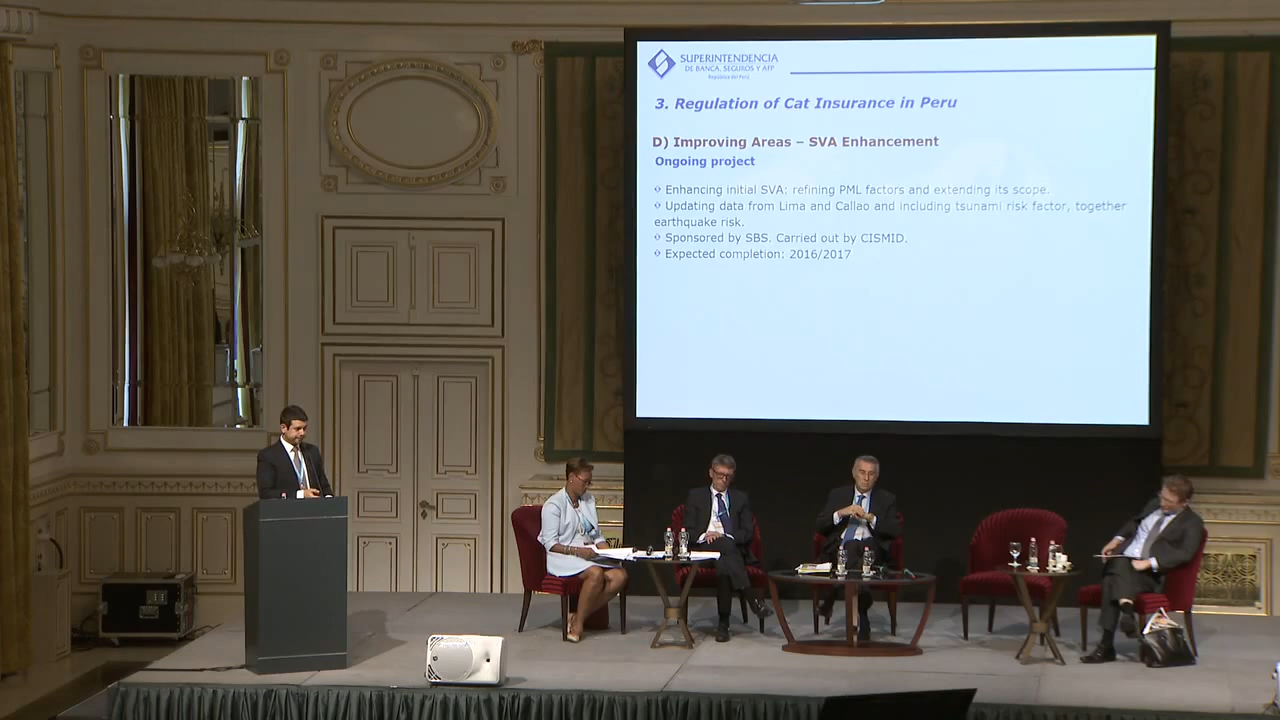 SUPERINTENDENCIA
DE BANCA, SEGUROS Y AFP
República del Perú
3. Regulation of Cat Insurance in Peru
D) Improving Areas – SVA Enhancement
Ongoing project
Enhancing initial SVA; refining PML factors and extending its scope.
Updating data from Lima and Callao and including tsunami risk factor, together
earthquake risk.
Sponsored by SBS. Carried out by CISMID.
Expected completion: 2016/2017